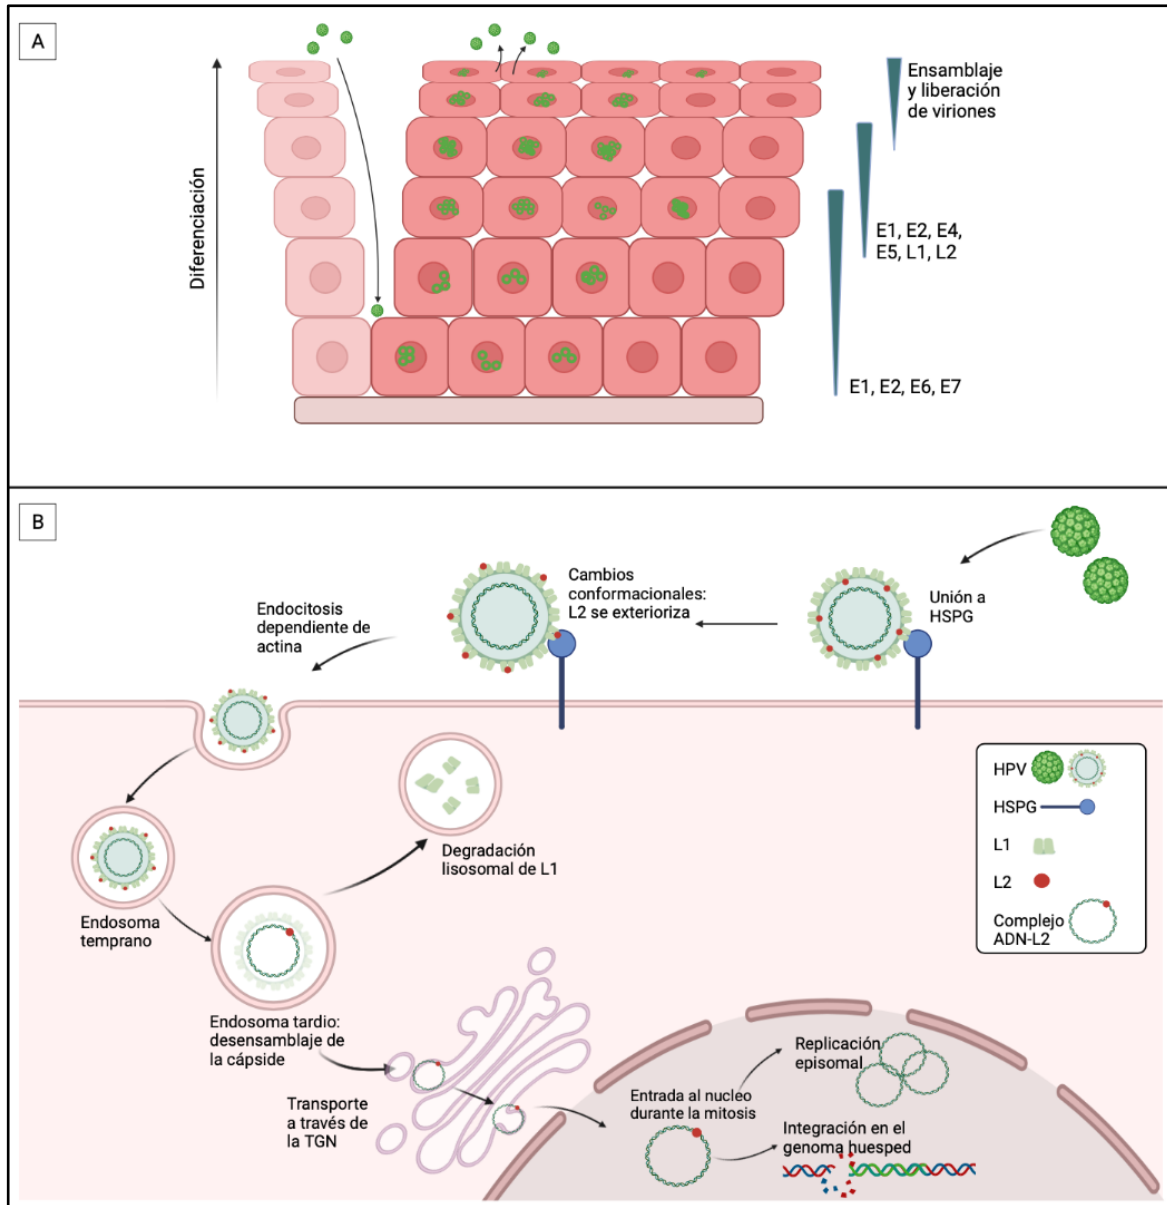 A
Diferenciación
Ensamblaje
y liberación
de viriones
E1, E2, E4,
E5, L1, L2
E1, E2, E6, E7
B
Cambios
conformacionales:
L2 se exterioriza
Unión a
HSPG
Endocitosis
dependiente de
actina
HPV
HSPG
L1
L2
Complejo
ADN-L2
Degradación
lisosomal de L1
Endosoma
temprano
Endosoma tardio:
desensamblaje de
la cápside
Transporte
a través de
la TGN
Replicación
episomal
Entrada al nucleo
durante la mitosis
Integración en el
genoma huesped